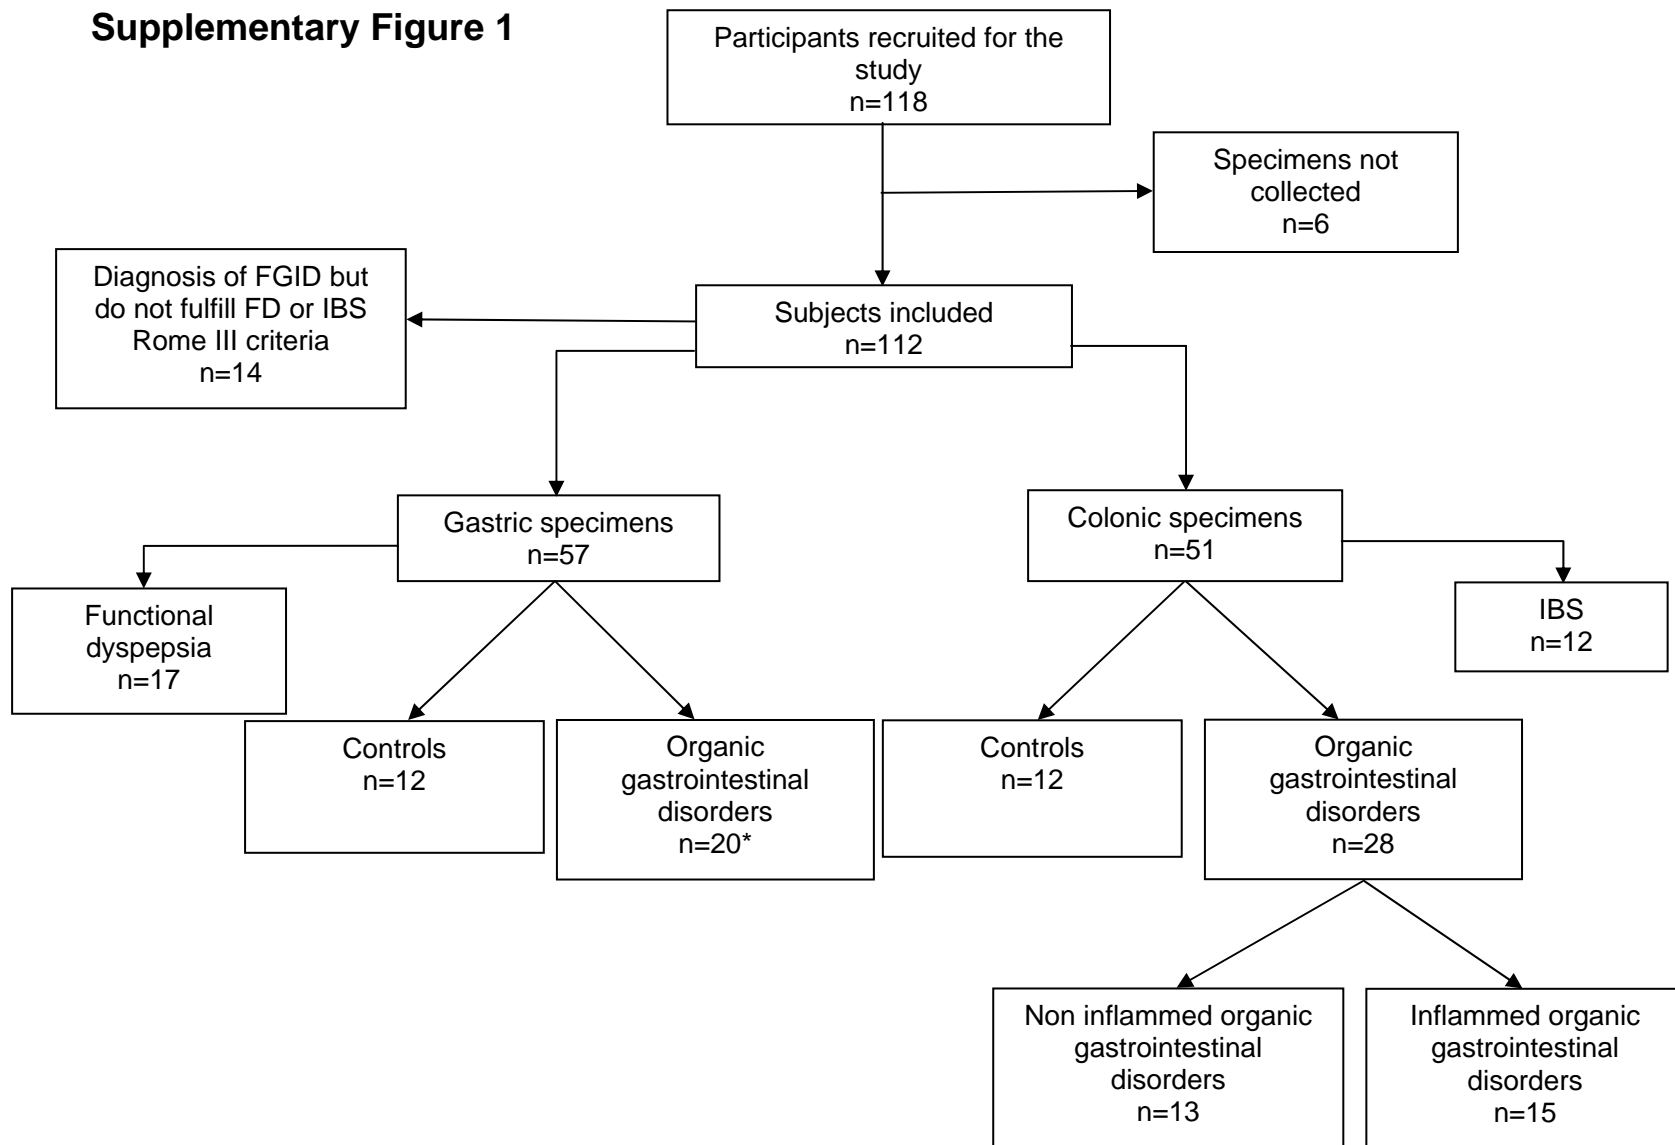 Supplementary Figure 1
Participants recruited for the
study
n=118
Specimens not
collected
n=6
Diagnosis of FGID but
do not fulfill FD or IBS
Rome III criteria
n=14
Subjects included
n=112
Gastric specimens
n=57
Colonic specimens
n=51
Functional
dyspepsia
n=17
IBS
n=12
Controls
n=12
Organic
gastrointestinal
disorders
n=20*
Controls
n=12
Organic
gastrointestinal
disorders
n=28
Non inflammed organic
gastrointestinal
disorders
n=13
Inflammed organic
gastrointestinal
disorders
n=15